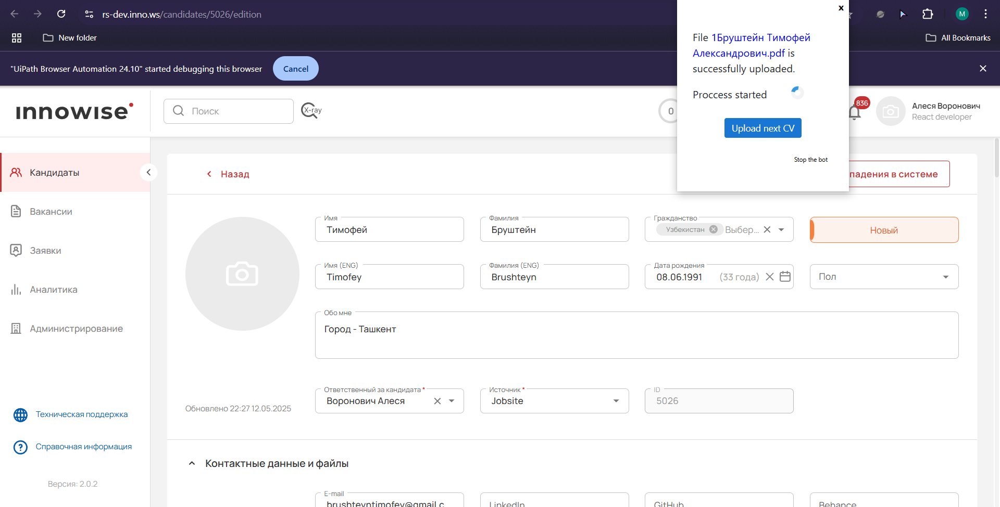 rs-dev.inno.ws/candidates/5026/edition
M
New folder
All Bookmarks
"UiPath Browser Automation 24.10" started debugging this browser
Cancel
x
File 1Бруштейн Тимофей
Александрович.pdf is
successfully uploaded.
Proccess started
Upload next CV
Stop the bot
ınnowıse
Поиск
X-ray
0
836
Алеся Воронович
React developer
Кандидаты
Вакансии
Заявки
Аналитика
Администрирование
Техническая поддержка
Справочная информация
Версия: 2.0.2
Назад
падения в системе
Имя
Тимофей
Фамилия
Бруштейн
Гражданство
Узбекистан
Выбер...
Новый
Имя (ENG)
Timofey
Фамилия (ENG)
Brushteyn
Дата рождения
08.06.1991 (33 года)
Пол
Обо мне
Город - Ташкент
Обновлено 22:27 12.05.2025
Ответственный за кандидата *
Воронович Алеся
Источник *
Jobsite
ID
5026
Контактные данные и файлы
E-mail
brushteyntimofey@gmail.c
LinkedIn
GitHub
Behance